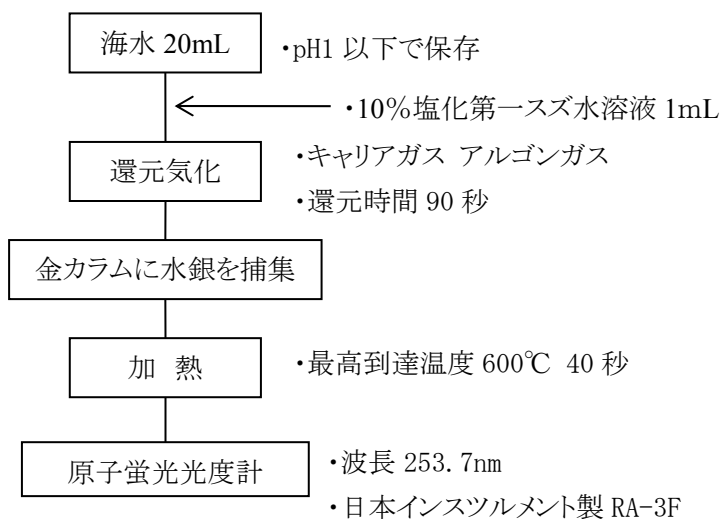 海水 20mL
・pH1 以下で保存
・10％塩化第一スズ水溶液 1mL
還元気化
・キャリアガス アルゴンガス
・還元時間 90 秒
金カラムに水銀を捕集
加 熱
・最高到達温度 600℃ 40 秒
原子蛍光光度計
・波長 253.7nm
・日本インスツルメント製 RA-3F